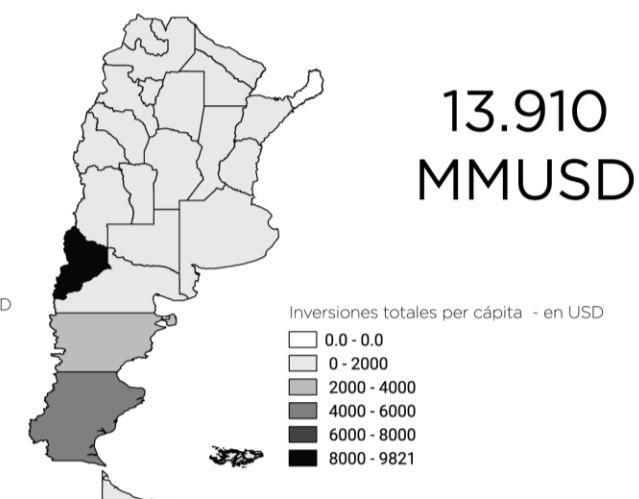 13.910
MMUSD
D
Inversiones totales per cápita - en USD
0.0 - 0.0
0 - 2000
2000 - 4000
4000 - 6000
6000 - 8000
8000 - 9821